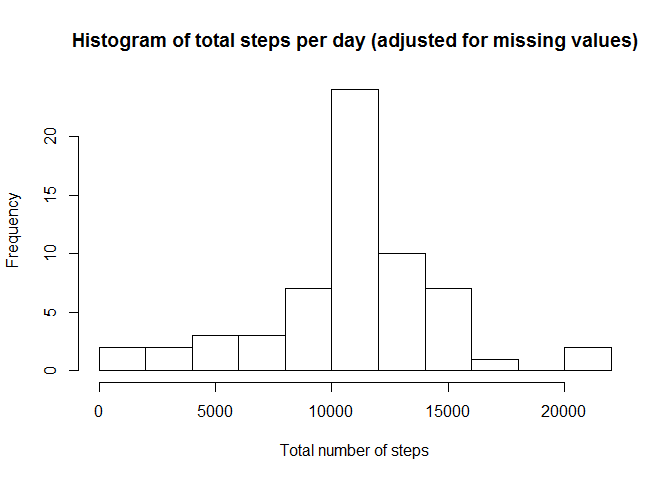 Histogram of total steps per day (adjusted for missing values)
20
15
10
5
0
Frequency
0 5000 10000 15000 20000
Total number of steps